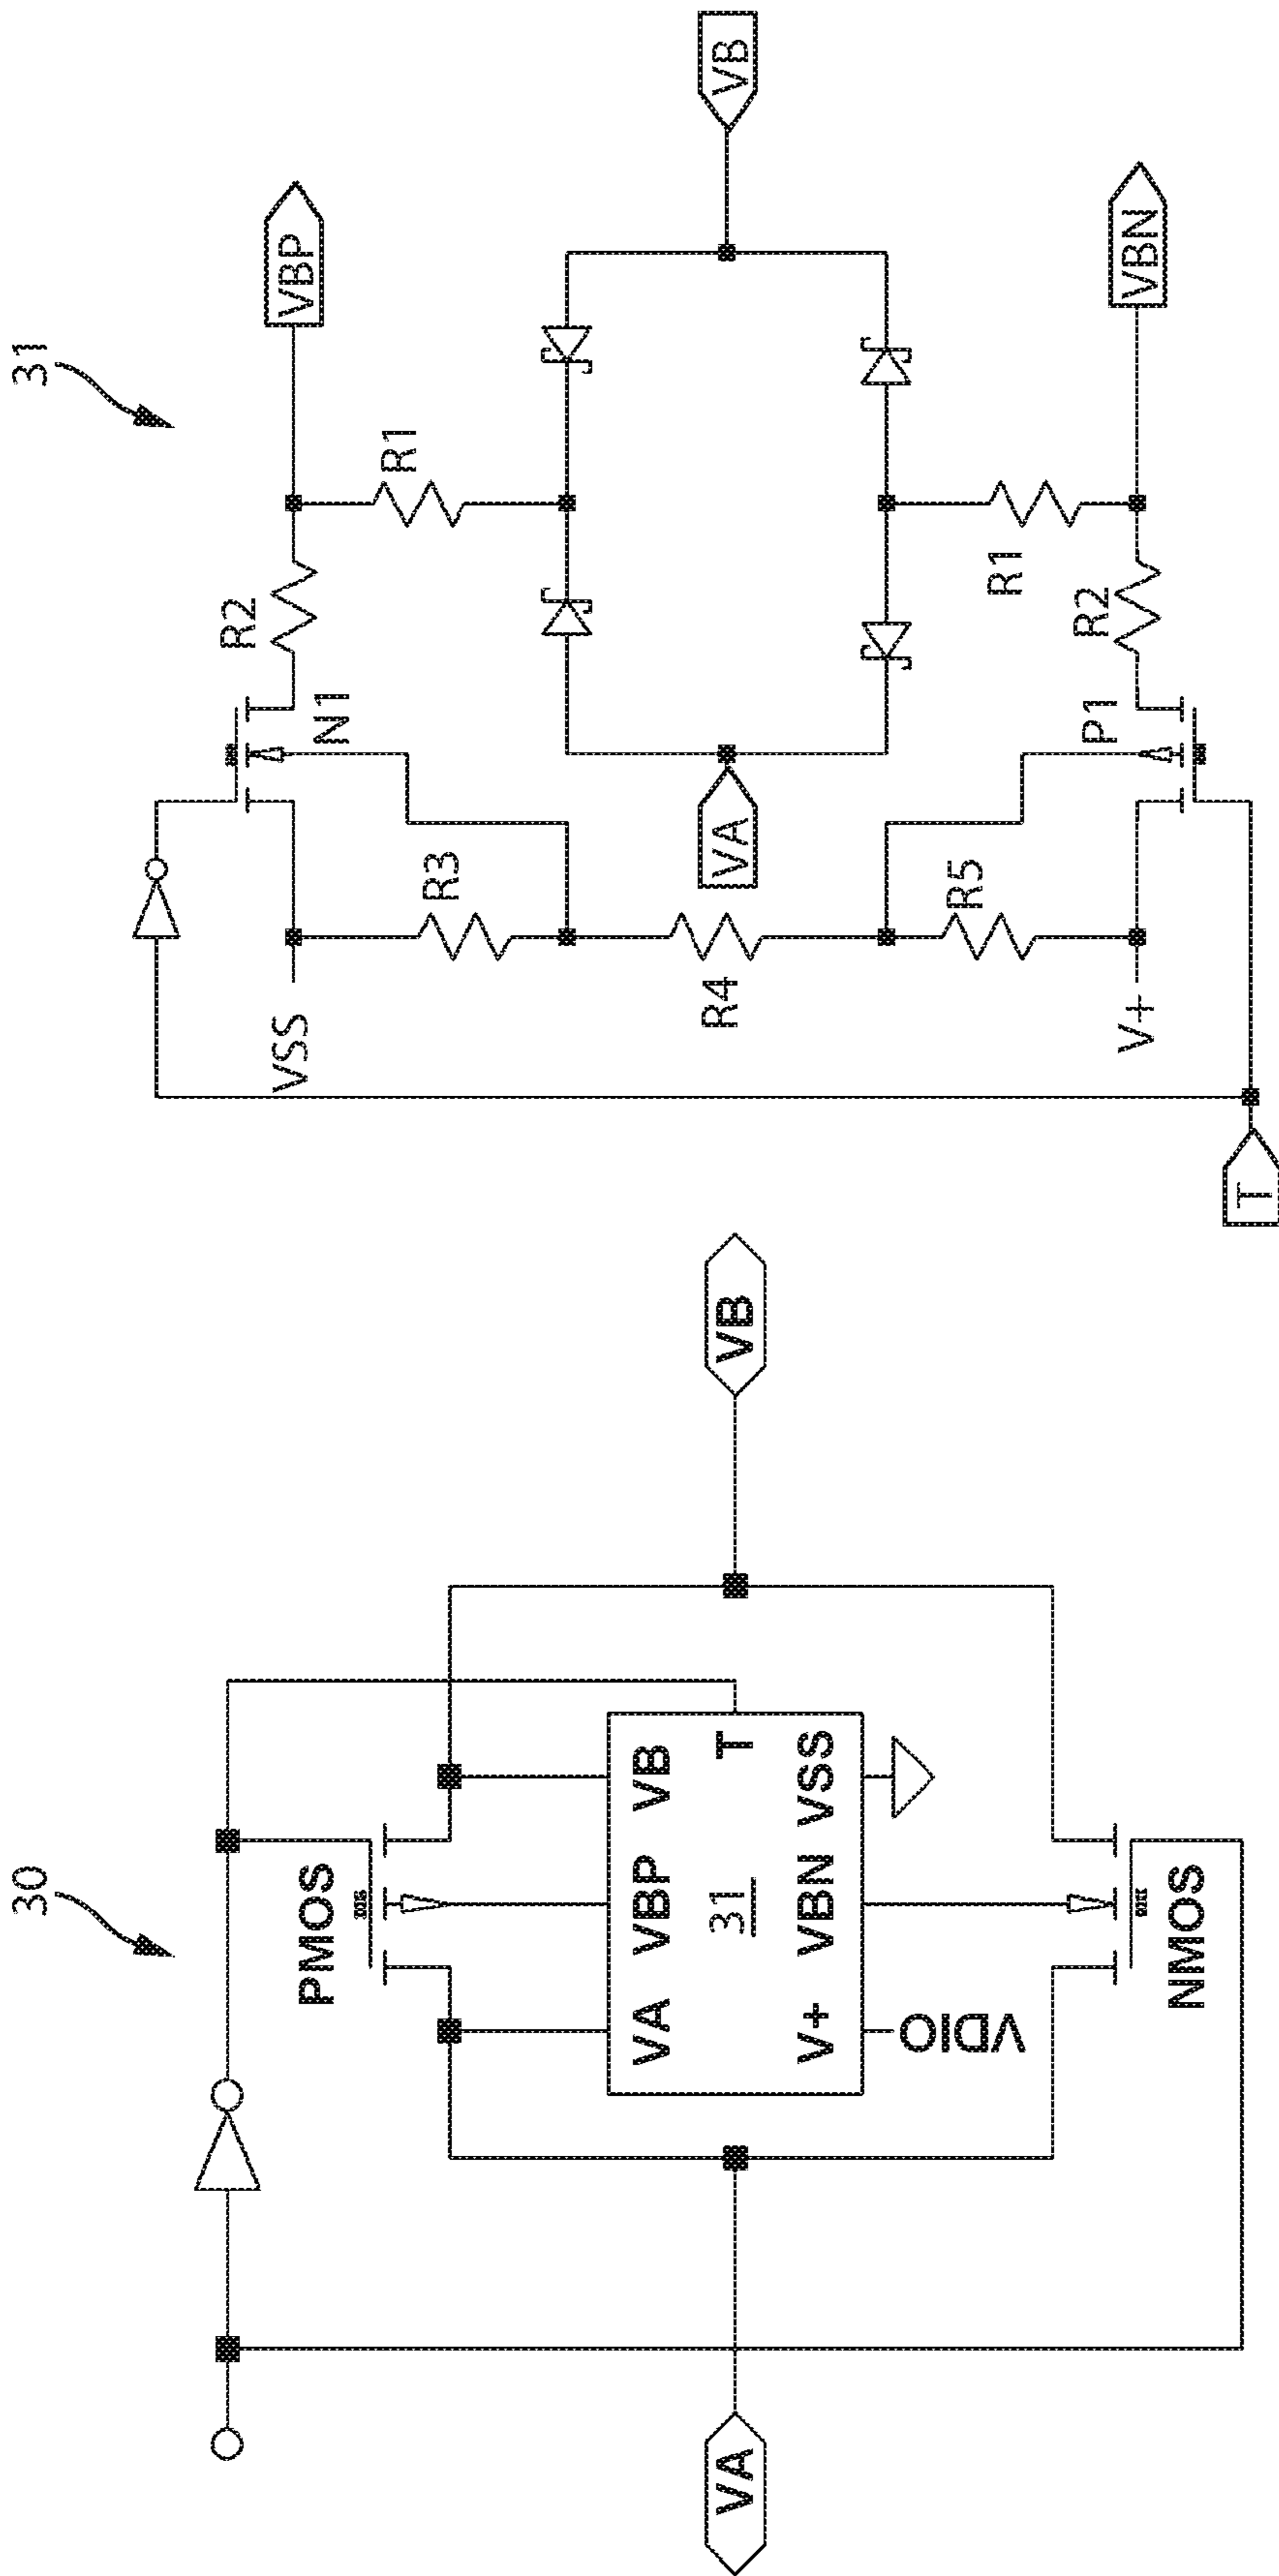 30
PMOS
VA
VBP
VB
T
31
V+
VBN
VSS
VDIO
NMOS
VA
VB
31
VBP
R2
N1
R1
VSS
R3
R4
VA
VB
R5
P1
R1
R2
V+
VBN
T